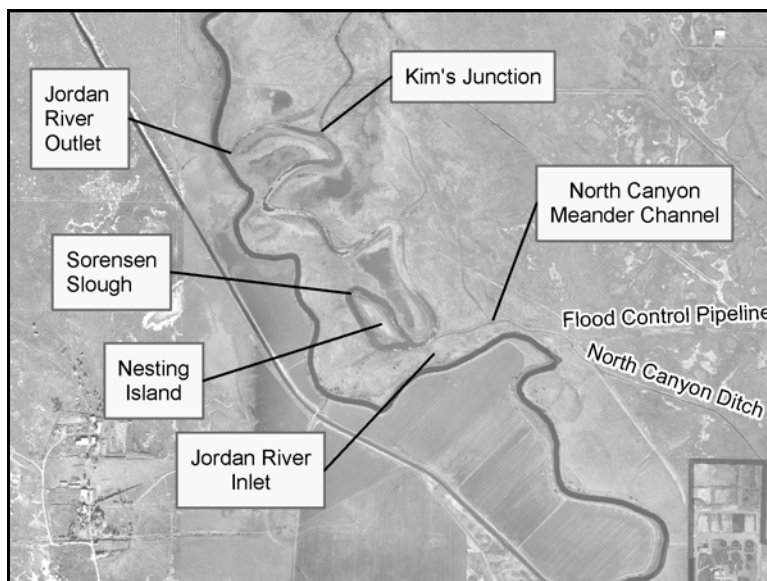 Kim's Junction
Jordan
River
Outlet
North Canyon
Meander Channel
Sorensen
Slough
Flood Control Pipeline
North Canyon Ditch
Nesting
Island
Jordan River
Inlet